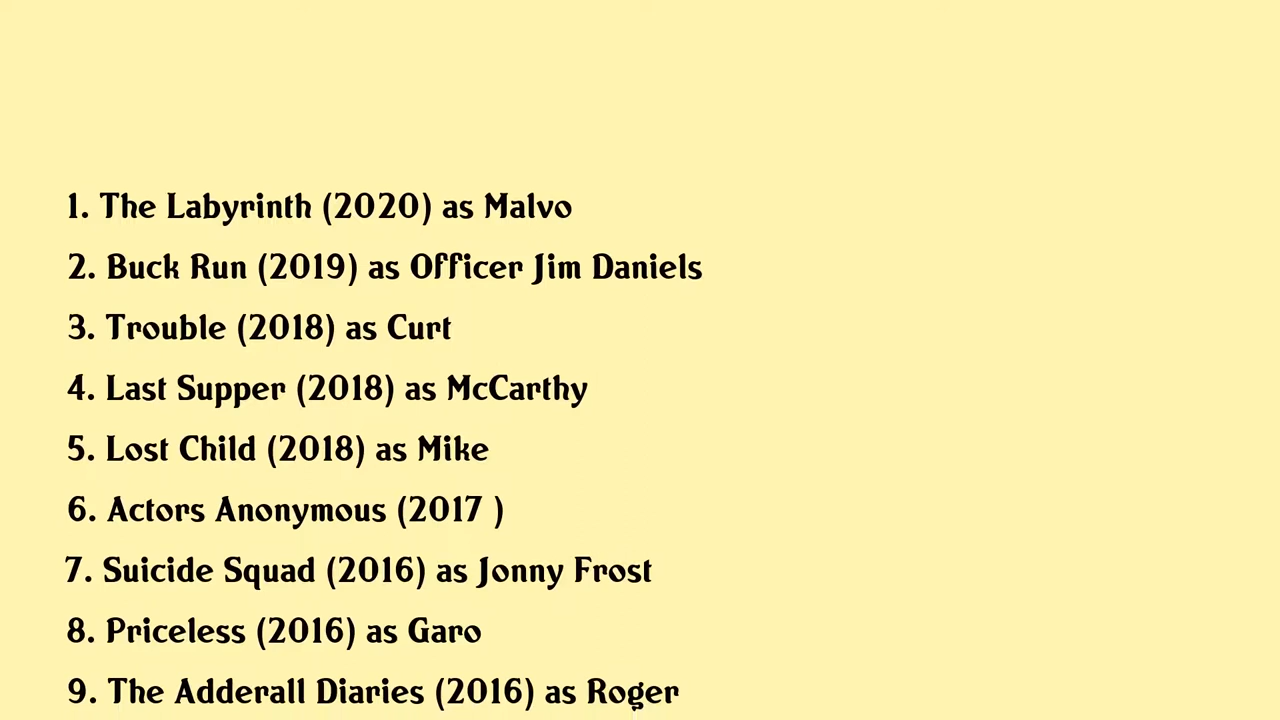 1. The Labyrinth (2020) as Malvo
2. Buck Run (2019) as Officer Jim Daniels
3. Trouble (2018) as Curt
4. Last Supper (2018) as McCarthy
5. Lost Child (2018) as Mike
6. Actors Anonymous (2017 )
7. Suicide Squad (2016) as Jonny Frost
8. Priceless (2016) as Garo
9. The Adderall Diaries (2016) as Roger